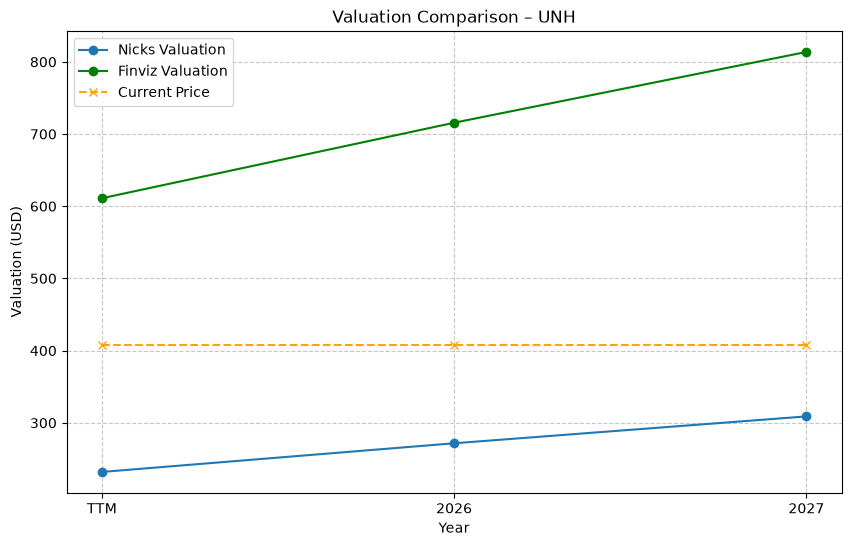 Valuation Comparison – UNH
Nicks Valuation
Finviz Valuation
Current Price
Valuation (USD)
800
700
600
500
400
300
TTM
2026
2027
Year